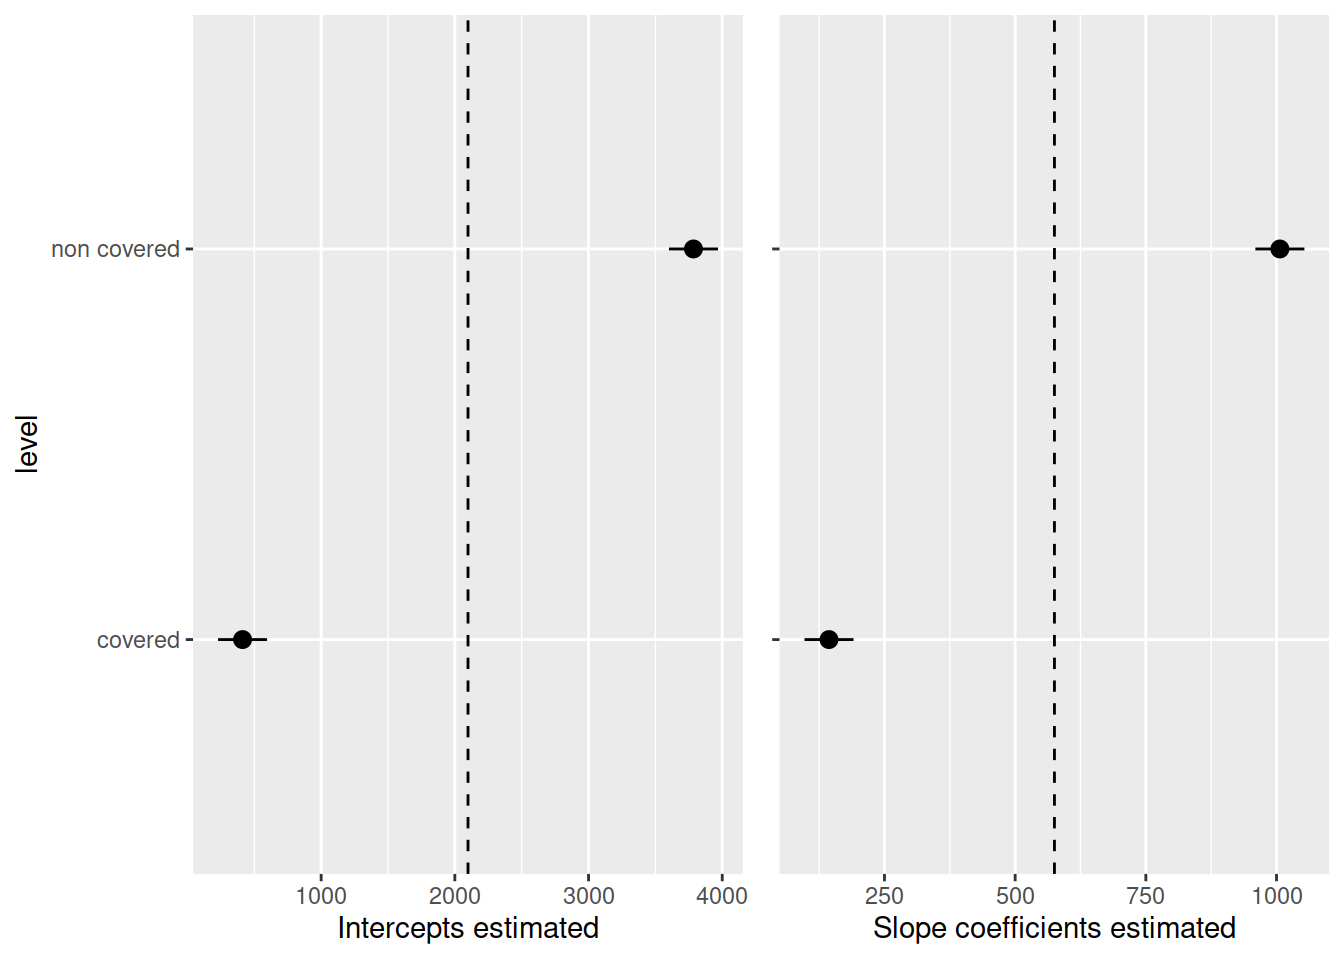 level
non covered
covered
1000 2000 3000 4000
Intercepts estimated
250 500 750 1000
Slope coefficients estimated